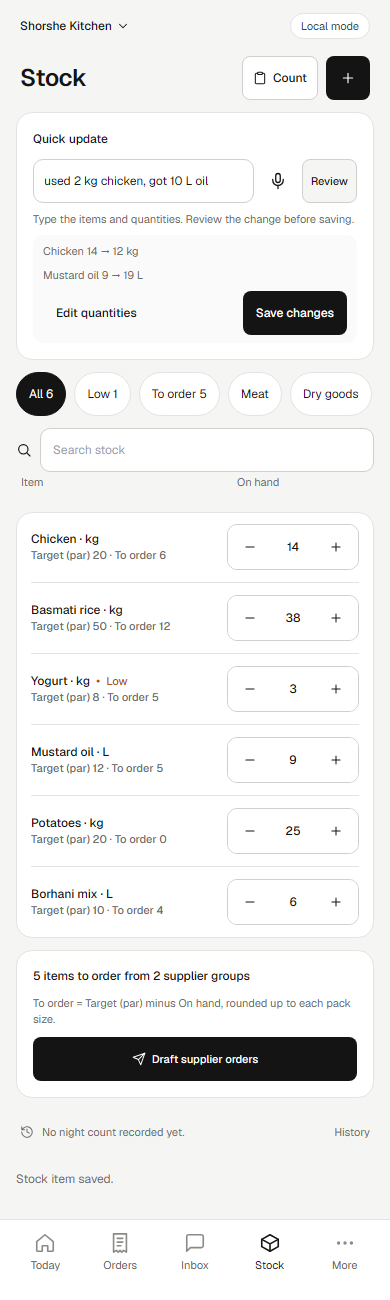 Shorshe Kitchen
Local mode
Stock
Count
Quick update
used 2 kg chicken, got 10 L oil
Review
Type the items and quantities. Review the change before saving.
Chicken 14 → 12 kg
Mustard oil 9 → 19 L
Edit quantities
Save changes
All 6
Low 1
To order 5
Meat
Dry goods
Search stock
Item
On hand
Chicken · kg
Target (par) 20 · To order 6
14
Basmati rice · kg
Target (par) 50 · To order 12
38
Yogurt · kg • Low
Target (par) 8 · To order 5
3
Mustard oil · L
Target (par) 12 · To order 5
9
Potatoes · kg
Target (par) 20 · To order 0
25
Borhani mix · L
Target (par) 10 · To order 4
6
5 items to order from 2 supplier groups
To order = Target (par) minus On hand, rounded up to each pack
size.
Draft supplier orders
No night count recorded yet.
History
Stock item saved.
Today
Orders
Inbox
Stock
More